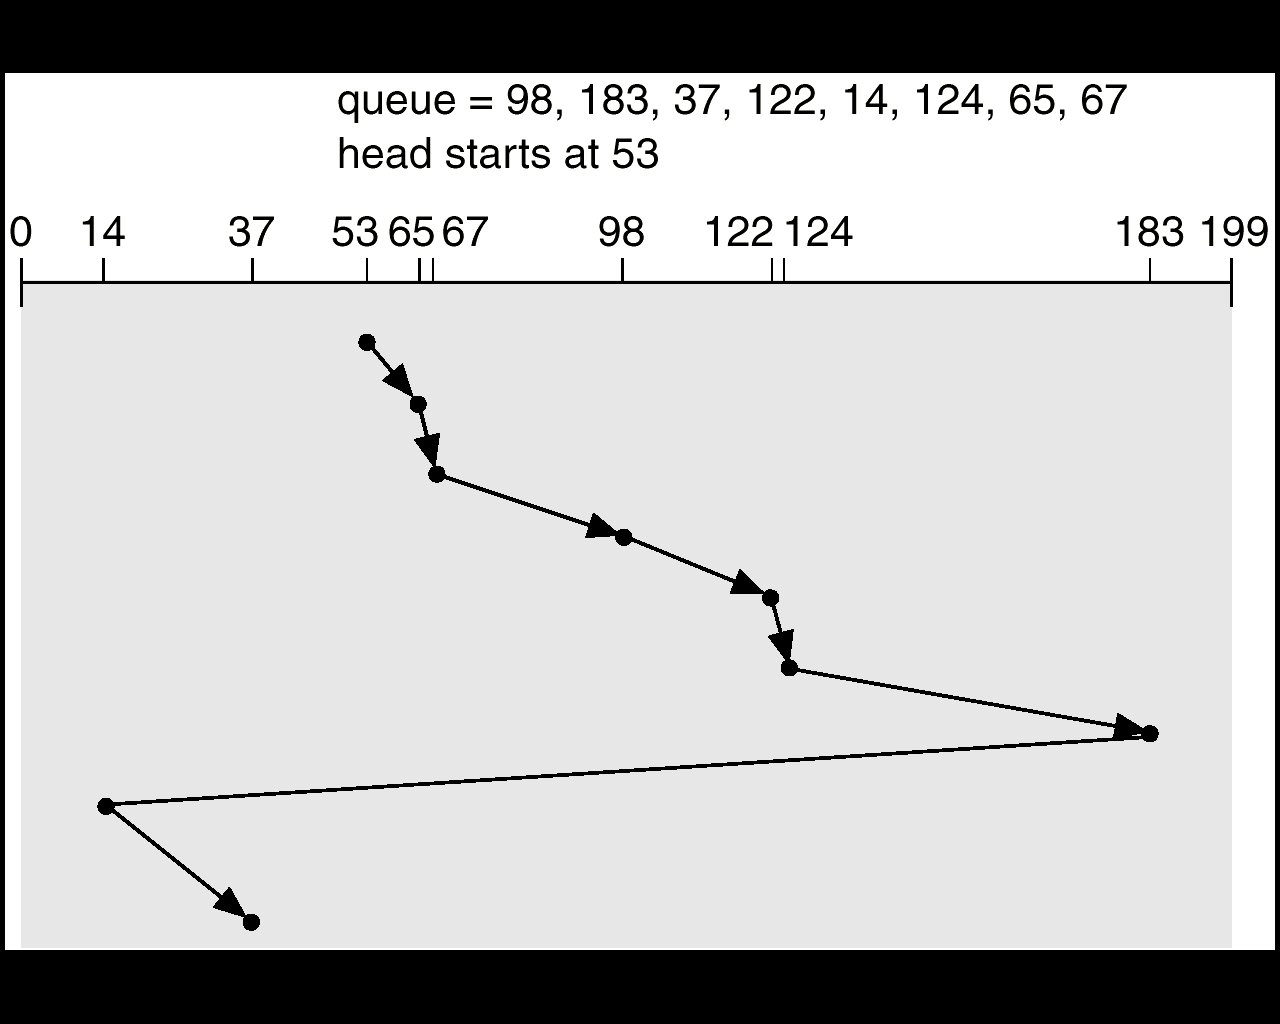 queue = 98, 183, 37, 122, 14, 124, 65, 67
head starts at 53
0 14 37 53 65 67 98 122 124 183 199